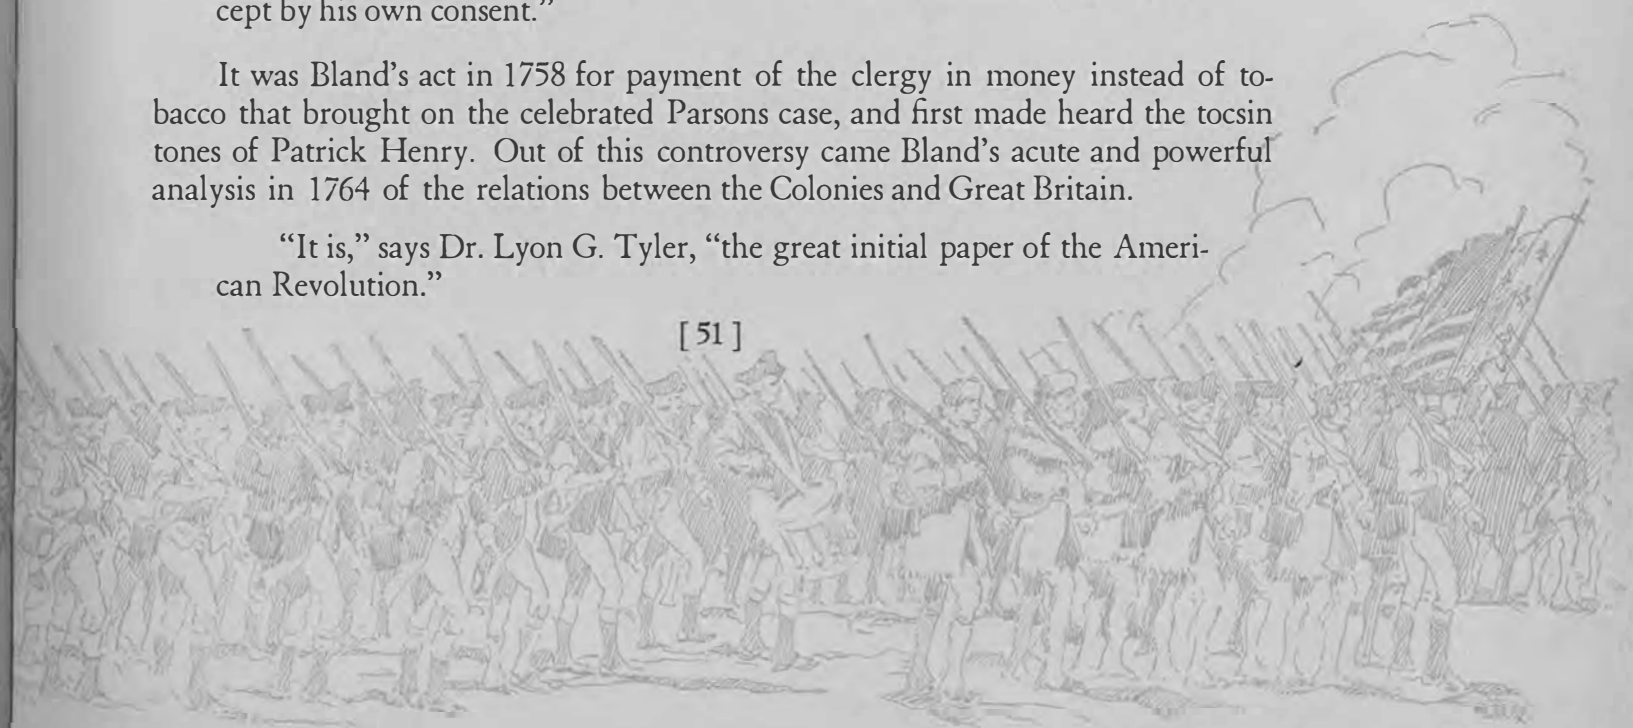 cept by his own consent.”
It was Bland’s act in 1758 for payment of the clergy in money instead of to-
bacco that brought on the celebrated Parsons case, and first made heard the tocsin
tones of Patrick Henry. Out of this controversy came Bland’s acute and powerful
analysis in 1764 of the relations between the Colonies and Great Britain.
“It is,” says Dr. Lyon G. Tyler, “the great initial paper of the Ameri-
can Revolution.”
[ 51 ]